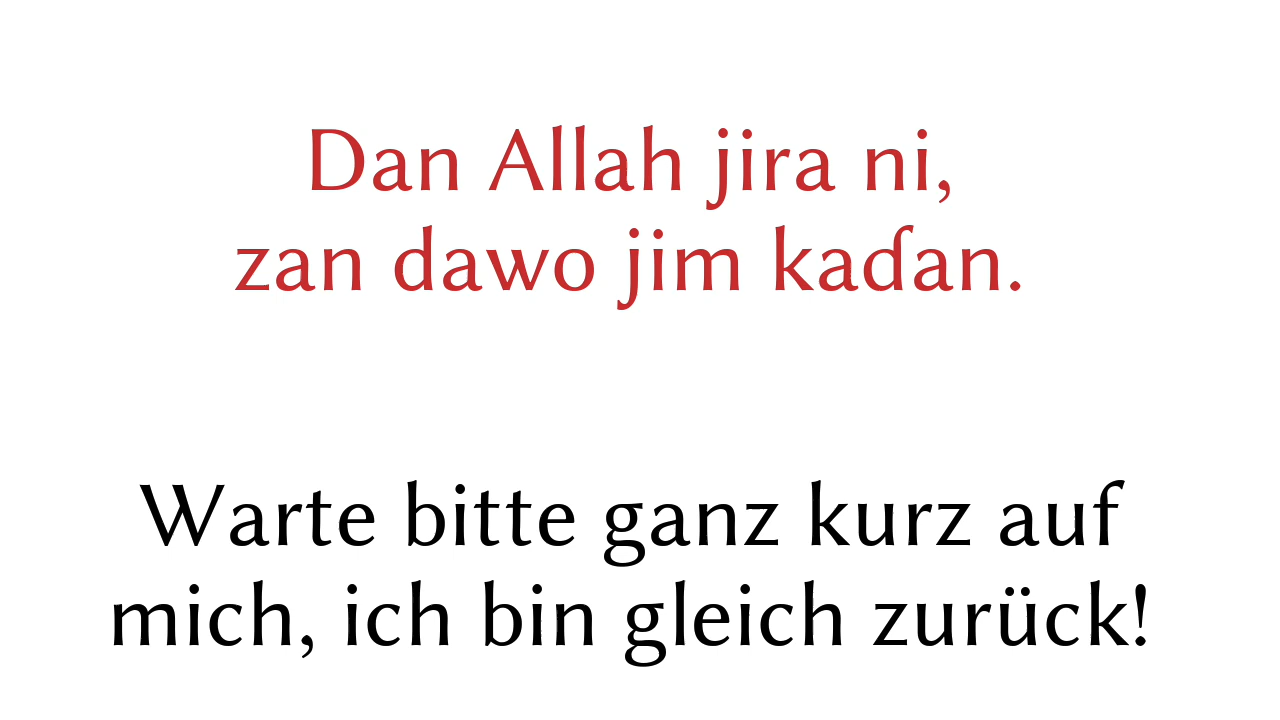 Dan Allah jira ni,
zan dawo jim kaɗan.
Warte bitte ganz kurz auf
mich, ich bin gleich zurück!